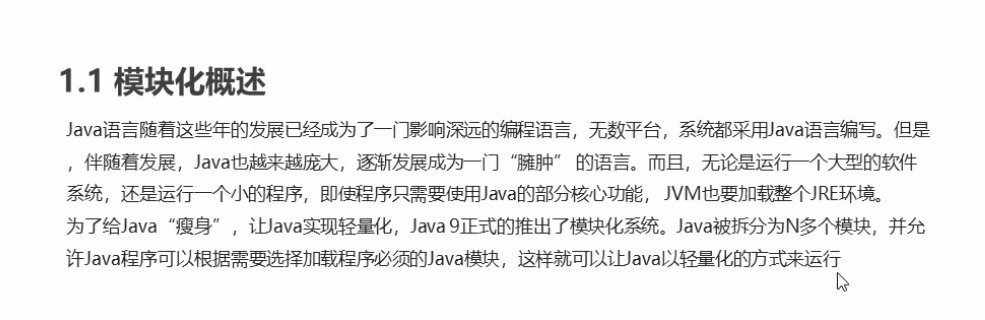 1.1 模块化概述
Java语言随着这些年的发展已经成为了一门影响深远的编程语言，无数平台，系统都采用Java语言编写。但是
，伴随着发展，Java也越来越庞大，逐渐发展成为一门“臃肿” 的语言。而且，无论是运行一个大型的软件
系统，还是运行一个小的程序，即使程序只需要使用Java的部分核心功能， JVM也要加载整个JRE环境。
为了给Java“瘦身”，让Java实现轻量化，Java 9正式的推出了模块化系统。Java被拆分为N多个模块，并允
许Java程序可以根据需要选择加载程序必须的Java模块，这样就可以让Java以轻量化的方式来运行